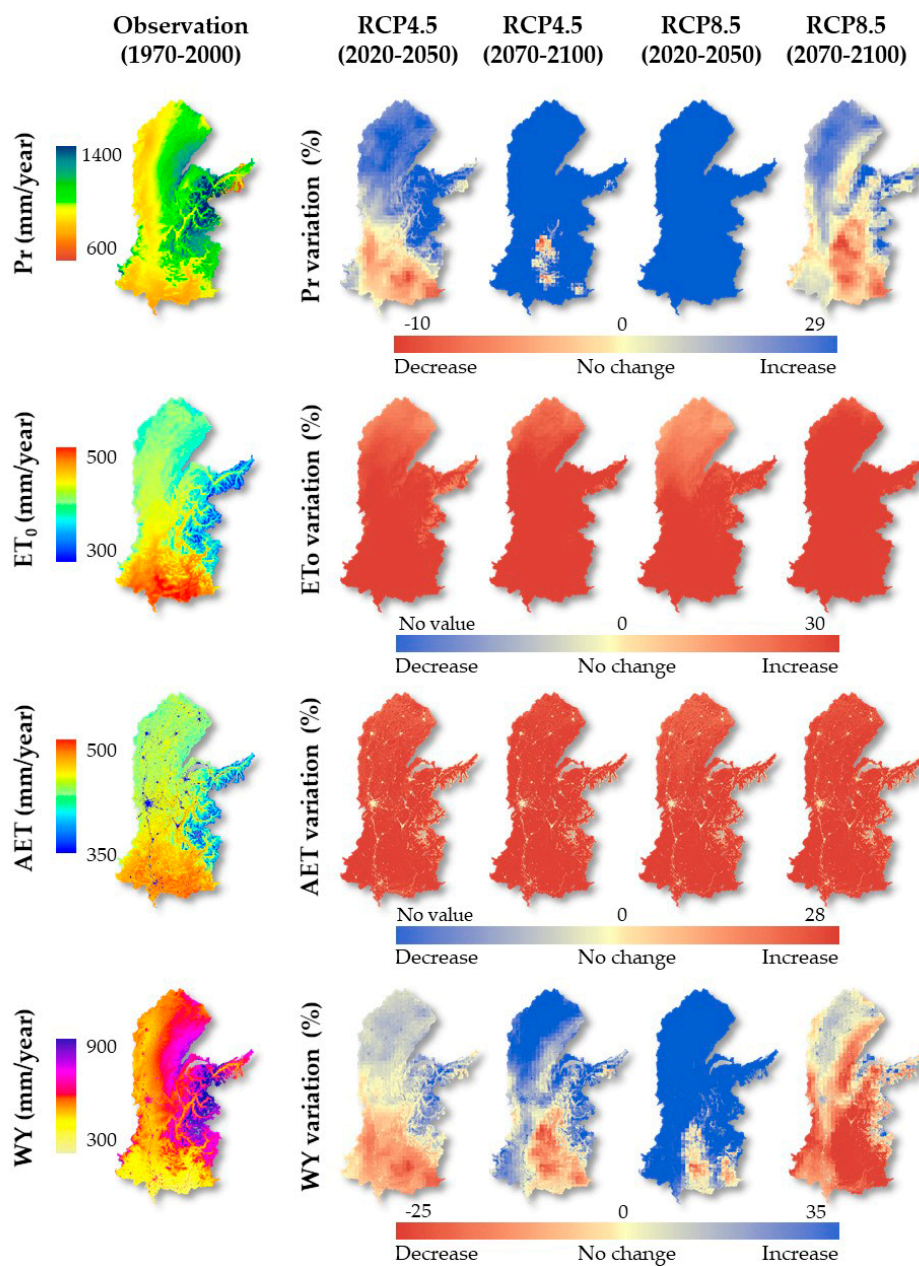 Observation
(1970-2000)
RCP4.5
(2020-2050)
RCP4.5
(2070-2100)
RCP8.5
(2020-2050)
RCP8.5
(2070-2100)
Pr (mm/year)
1400
600
Pr variation (%)
-10
0
29
Decrease
No change
Increase
ET₀ (mm/year)
500
300
ETo variation (%)
No value
0
30
Decrease
No change
Increase
AET (mm/year)
500
350
AET variation (%)
No value
0
28
Decrease
No change
Increase
WY (mm/year)
900
300
WY variation (%)
-25
0
35
Decrease
No change
Increase